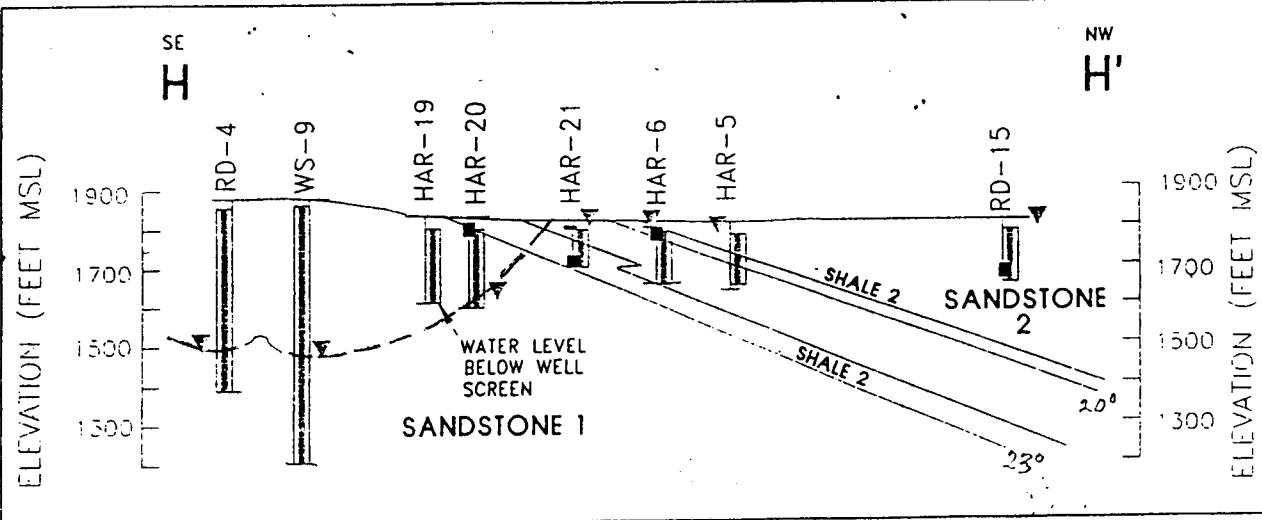 SE
H
NW
H'
RD-4
WS-9
HAR-19
HAR-20
HAR-21
HAR-6
HAR-5
RD-15
ELEVATION (FEET MSL)
1900
1700
1500
1300
WATER LEVEL
BELOW WELL
SCREEN
SANDSTONE 1
SHALE 2
SHALE 2
SANDSTONE
2
20°
23°
1900
1700
1500
1300
ELEVATION (FEET MSL)